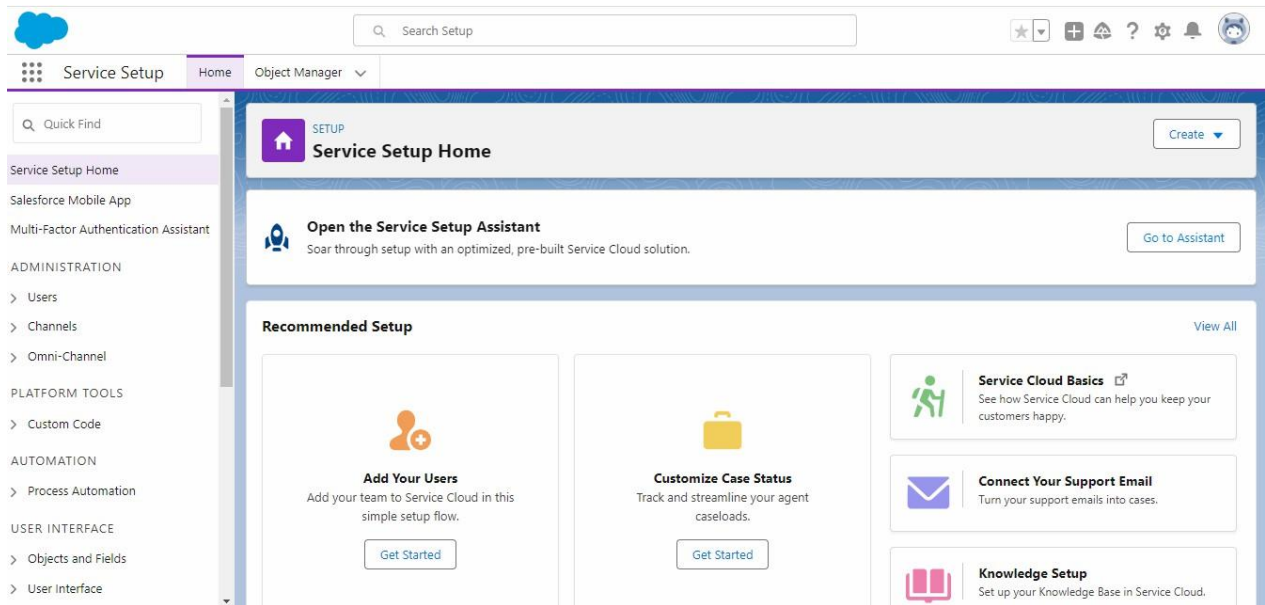 Search Setup
?
Service Setup
Home
Object Manager
Quick Find
Service Setup Home
Salesforce Mobile App
Multi-Factor Authentication Assistant
ADMINISTRATION
Users
Channels
Omni-Channel
PLATFORM TOOLS
Custom Code
AUTOMATION
Process Automation
USER INTERFACE
Objects and Fields
User Interface
SETUP
Service Setup Home
Create
Open the Service Setup Assistant
Soar through setup with an optimized, pre-built Service Cloud solution.
Go to Assistant
Recommended Setup
View All
Add Your Users
Add your team to Service Cloud in this
simple setup flow.
Get Started
Customize Case Status
Track and streamline your agent
caseloads.
Get Started
Service Cloud Basics
See how Service Cloud can help you keep your
customers happy.
Connect Your Support Email
Turn your support emails into cases.
Knowledge Setup
Set up your Knowledge Base in Service Cloud.